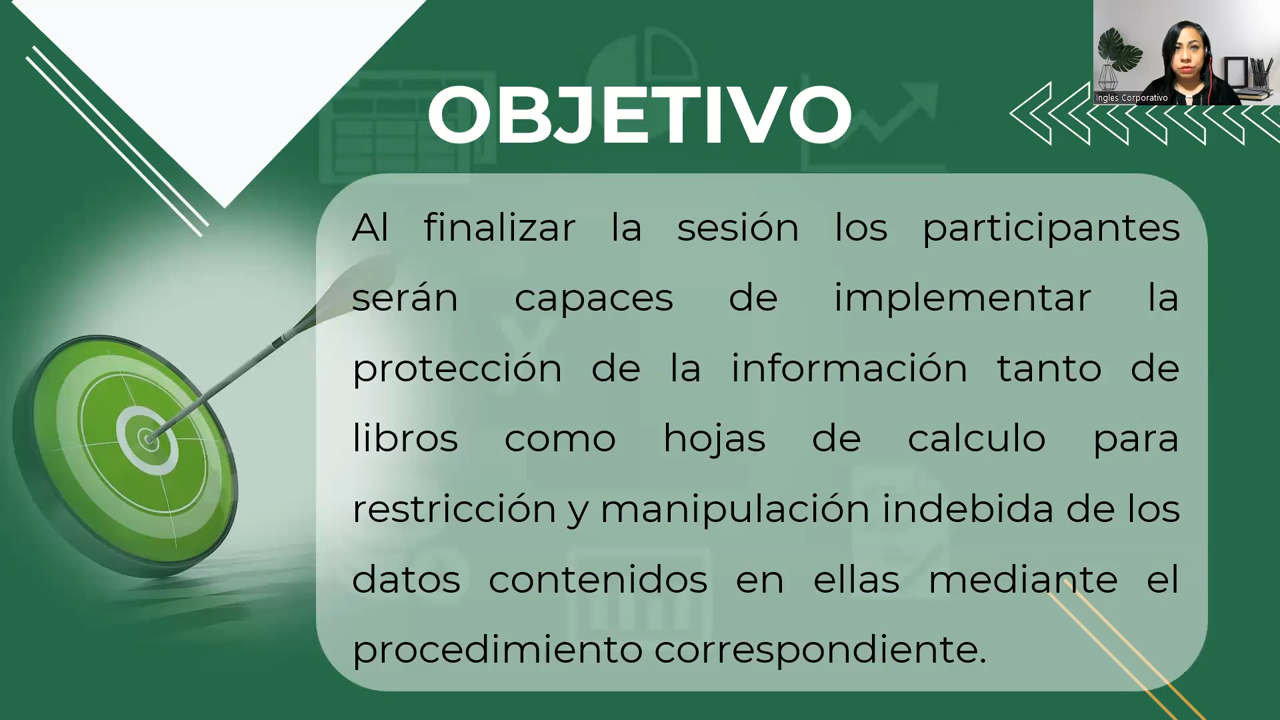 OBJETIVO
Ingles Corporativo
Al finalizar la sesión los participantes
serán capaces de implementar la
protección de la información tanto de
libros como hojas de calculo para
restricción y manipulación indebida de los
datos contenidos en ellas mediante el
procedimiento correspondiente.